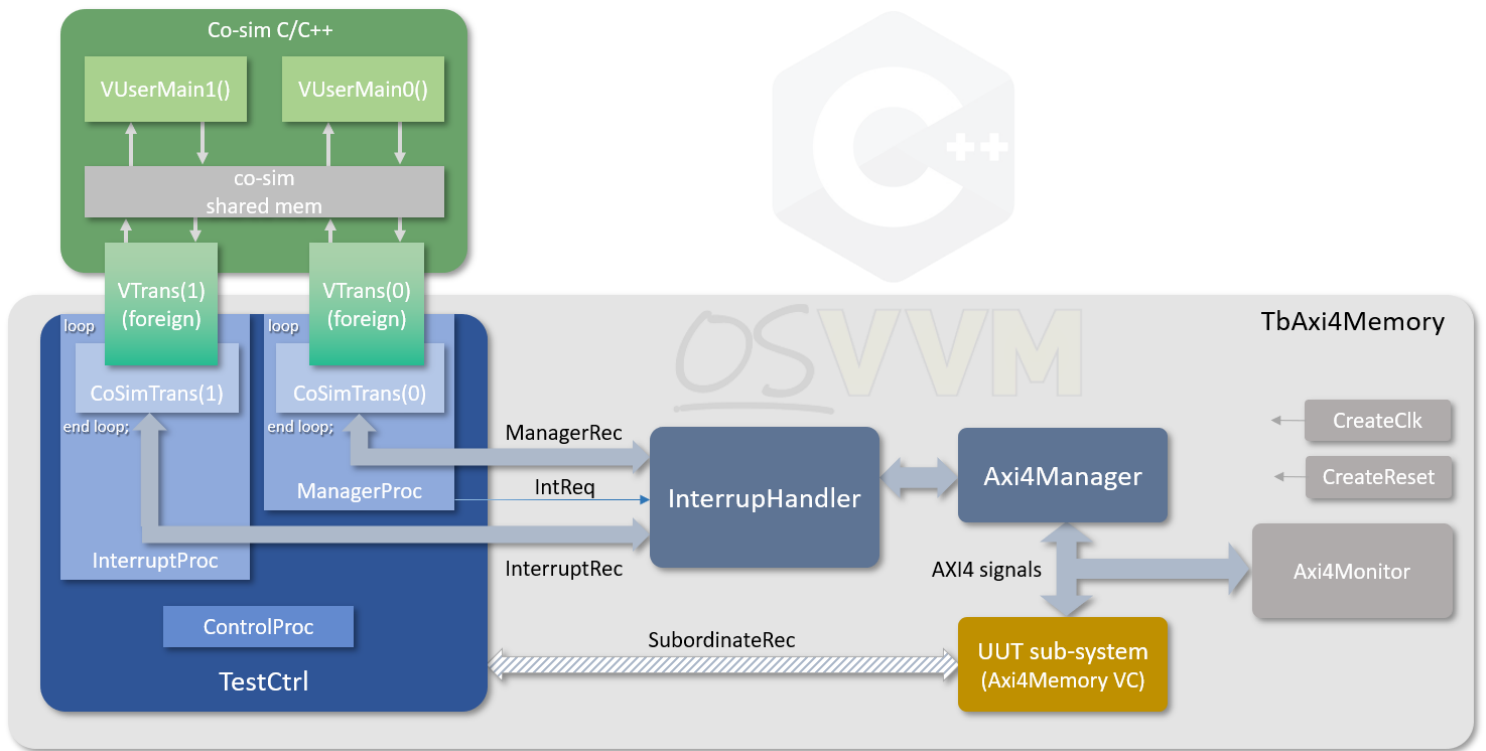 Co-sim C/C++
VUserMain1()
VUserMain0()
co-sim
shared mem
VTrans(1)
(foreign)
VTrans(0)
(foreign)
loop
loop
CoSimTrans(1)
CoSimTrans(0)
end loop;
end loop;
ManagerProc
InterruptProc
ControlProc
TestCtrl
C++
OSVVM
TbAxi4Memory
ManagerRec
IntReq
InterruptRec
InterrupHandler
Axi4Manager
CreateClk
CreateReset
AXI4 signals
Axi4Monitor
SubordinateRec
UUT sub-system
(Axi4Memory VC)